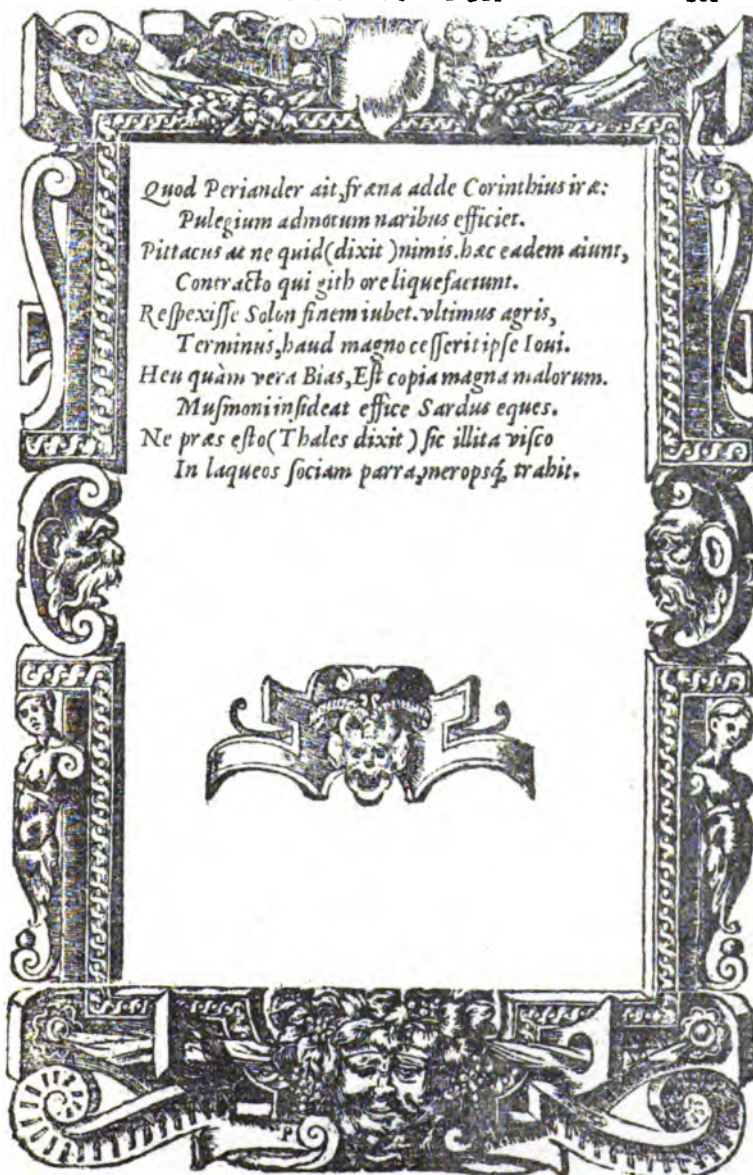 Quod Periander ait, fræna adde Corinthius iræ:
Pulegium admotum naribus efficiet.
Pittacus at ne quid (dixit) nimis. hæc eadem aiunt,
Contracto qui gith ore liquefaciunt.
Reſpexiſſe Solon finem iubet. vltimus agris,
Terminus, haud magno ceſſerit ipſe Ioui.
Heu quàm vera Bias, Eſt copia magna malorum.
Muſmoni inſideat effice Sardus eques.
Ne præs eſto (Thales dixit) ſic illita viſco
In laqueos ſociam parra, meropsq́, trahit.
P